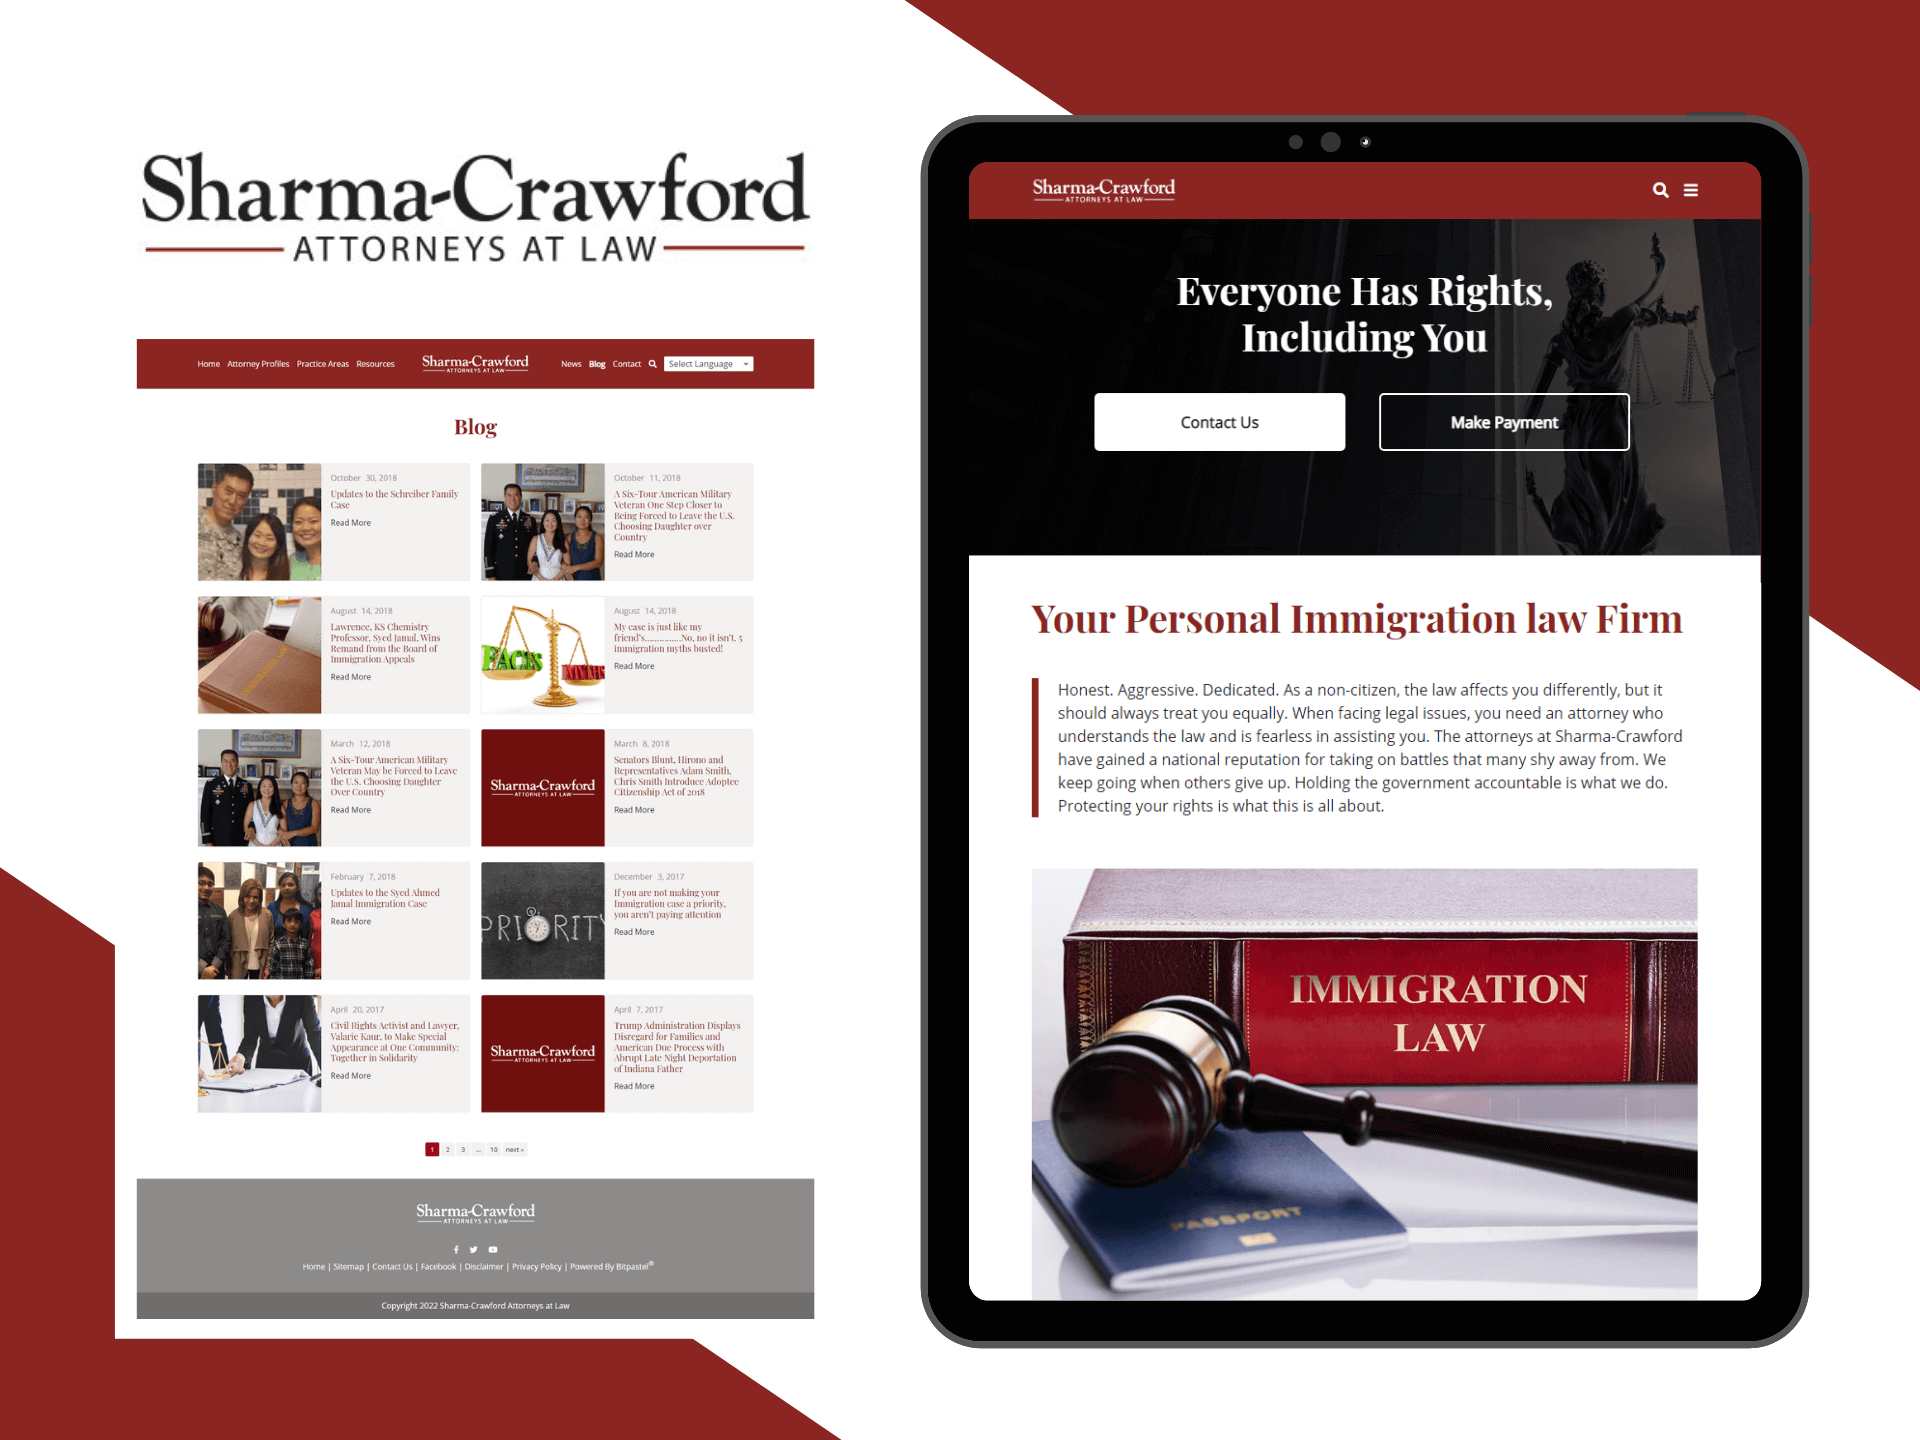 Sharma-Crawford
ATTORNEYS AT LAW
Home Attorney Profiles Practice Areas Resources Sharma-Crawford ATTORNEYS AT LAW News Blog Contact Select Language
Blog
October 30, 2018
Updates to the Schreiber Family
Case
Read More
October 11, 2018
A Six-Tour American Military
Veteran One Step Closer to
Being Forced to Leave the U.S.
Choosing Daughter over
Country
Read More
August 14, 2018
Lawrence, KS Chemistry
Professor, Syed Jamal, Wins
Remand from the Board of
Immigration Appeals
Read More
FACTS
August 14, 2018
My case is just like my
friend's...............No, no it isn't. 5
immigration myths busted!
Read More
March 12, 2018
A Six-Tour American Military
Veteran May be Forced to Leave
the U.S. Choosing Daughter
Over Country
Read More
Sharma-Crawford
ATTORNEYS AT LAW
March 8, 2018
Senators Blunt, Hirono and
Representatives Adam Smith,
Chris Smith Introduce Adoptee
Citizenship Act of 2018
Read More
February 7, 2018
Updates to the Syed Ahmed
Jamal Immigration Case
Read More
PRIORITY
December 3, 2017
If you are not making your
Immigration case a priority,
you aren't paying attention
Read More
April 20, 2017
Civil Rights Activist and Lawyer,
Valarie Kaur, to Make Special
Appearance at One Community:
Together in Solidarity
Read More
Sharma-Crawford
ATTORNEYS AT LAW
April 7, 2017
Trump Administration Displays
Disregard for Families and
American Due Process with
Abrupt Late Night Deportation
of Indiana Father
Read More
1 2 3 ... 10 next »
Sharma-Crawford
ATTORNEYS AT LAW
Home | Sitemap | Contact Us | Facebook | Disclaimer | Privacy Policy | Powered By Bitpastel®
Copyright 2022 Sharma-Crawford Attorneys at Law
Sharma-Crawford
ATTORNEYS AT LAW
Everyone Has Rights,
Including You
Contact Us
Make Payment
Your Personal Immigration law Firm
Honest. Aggressive. Dedicated. As a non-citizen, the law affects you differently, but it
should always treat you equally. When facing legal issues, you need an attorney who
understands the law and is fearless in assisting you. The attorneys at Sharma-Crawford
have gained a national reputation for taking on battles that many shy away from. We
keep going when others give up. Holding the government accountable is what we do.
Protecting your rights is what this is all about.
IMMIGRATION
LAW
PASSPORT